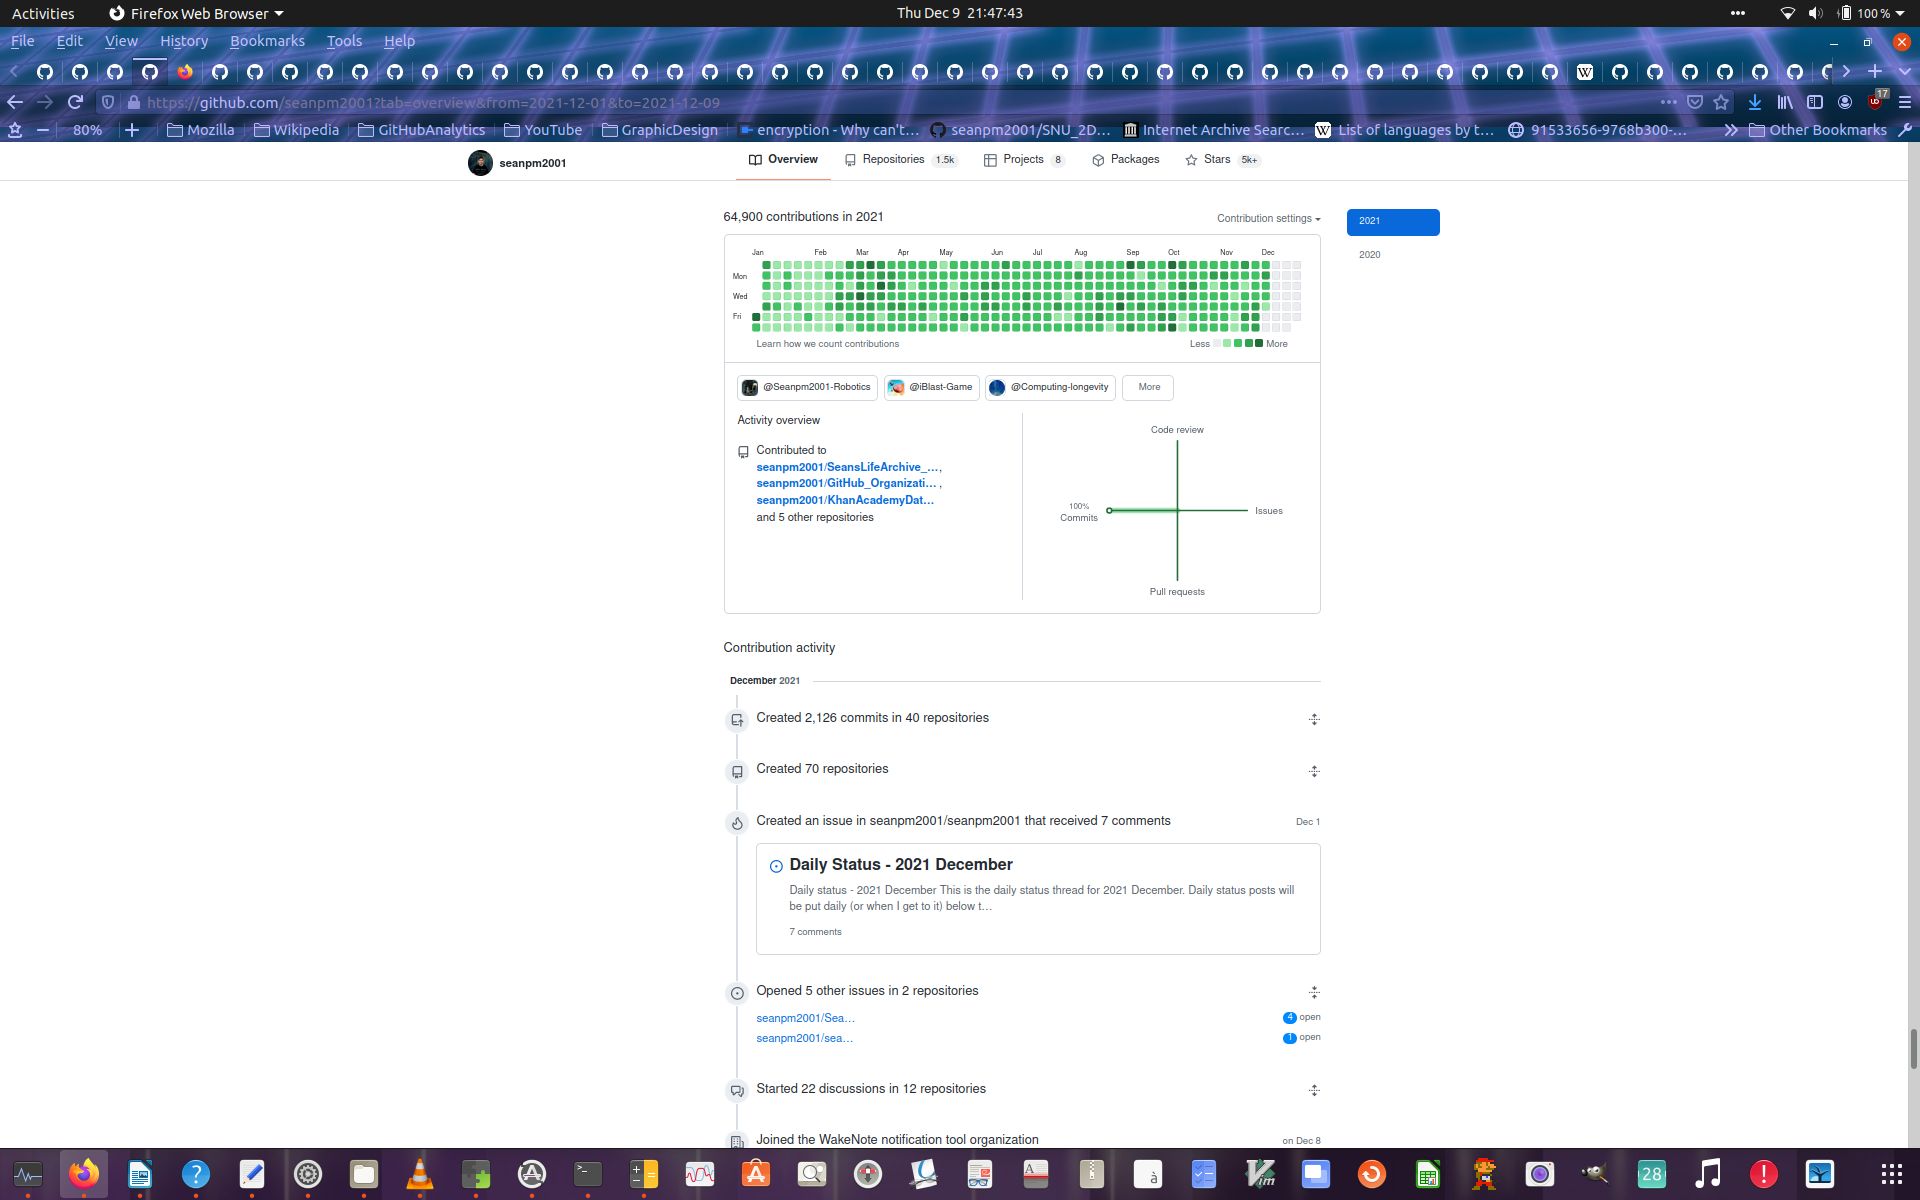 Activities Firefox Web Browser Thu Dec 9 21:47:43 100 %
File Edit View History Bookmarks Tools Help
https://github.com/seanpm2001?tab=overview&from=2021-12-01&to=2021-12-09 17
80% Mozilla Wikipedia GitHubAnalytics YouTube GraphicDesign encryption - Why can't… seanpm2001/SNU_2D… Internet Archive Searc… List of languages by t… 91533656-9768b300-… Other Bookmarks
seanpm2001 Overview Repositories 1.5k Projects 8 Packages Stars 5k+
64,900 contributions in 2021 Contribution settings 2021
2020
Jan Feb Mar Apr May Jun Jul Aug Sep Oct Nov Dec
Mon
Wed
Fri
Learn how we count contributions Less More
@Seanpm2001-Robotics @iBlast-Game @Computing-longevity More
Activity overview
Contributed to
seanpm2001/SeansLifeArchive_…,
seanpm2001/GitHub_Organizati… ,
seanpm2001/KhanAcademyDat…
and 5 other repositories
Code review
100%
Commits
Issues
Pull requests
Contribution activity
December 2021
Created 2,126 commits in 40 repositories
Created 70 repositories
Created an issue in seanpm2001/seanpm2001 that received 7 comments Dec 1
Daily Status - 2021 December
Daily status - 2021 December This is the daily status thread for 2021 December. Daily status posts will
be put daily (or when I get to it) below t…
7 comments
Opened 5 other issues in 2 repositories
seanpm2001/Sea… 4 open
seanpm2001/sea… 1 open
Started 22 discussions in 12 repositories
Joined the WakeNote notification tool organization on Dec 8
28